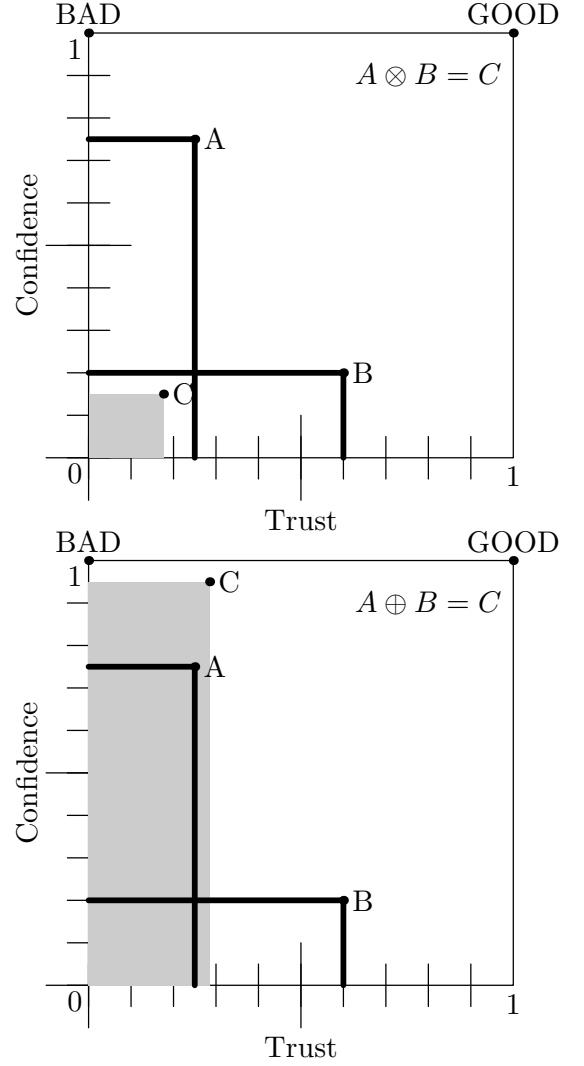 BAD GOOD
1
A ⊗ B = C
A
Confidence
B
C
0
1
Trust
BAD GOOD
1
C
A ⊕ B = C
A
Confidence
B
0
1
Trust